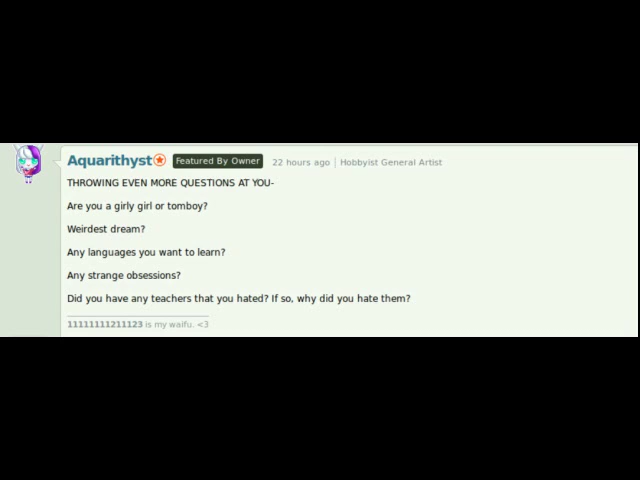 Aquarithyst Featured By Owner 22 hours ago | Hobbyist General Artist
THROWING EVEN MORE QUESTIONS AT YOU-
Are you a girly girl or tomboy?
Weirdest dream?
Any languages you want to learn?
Any strange obsessions?
Did you have any teachers that you hated? If so, why did you hate them?
11111111211123 is my waifu. <3